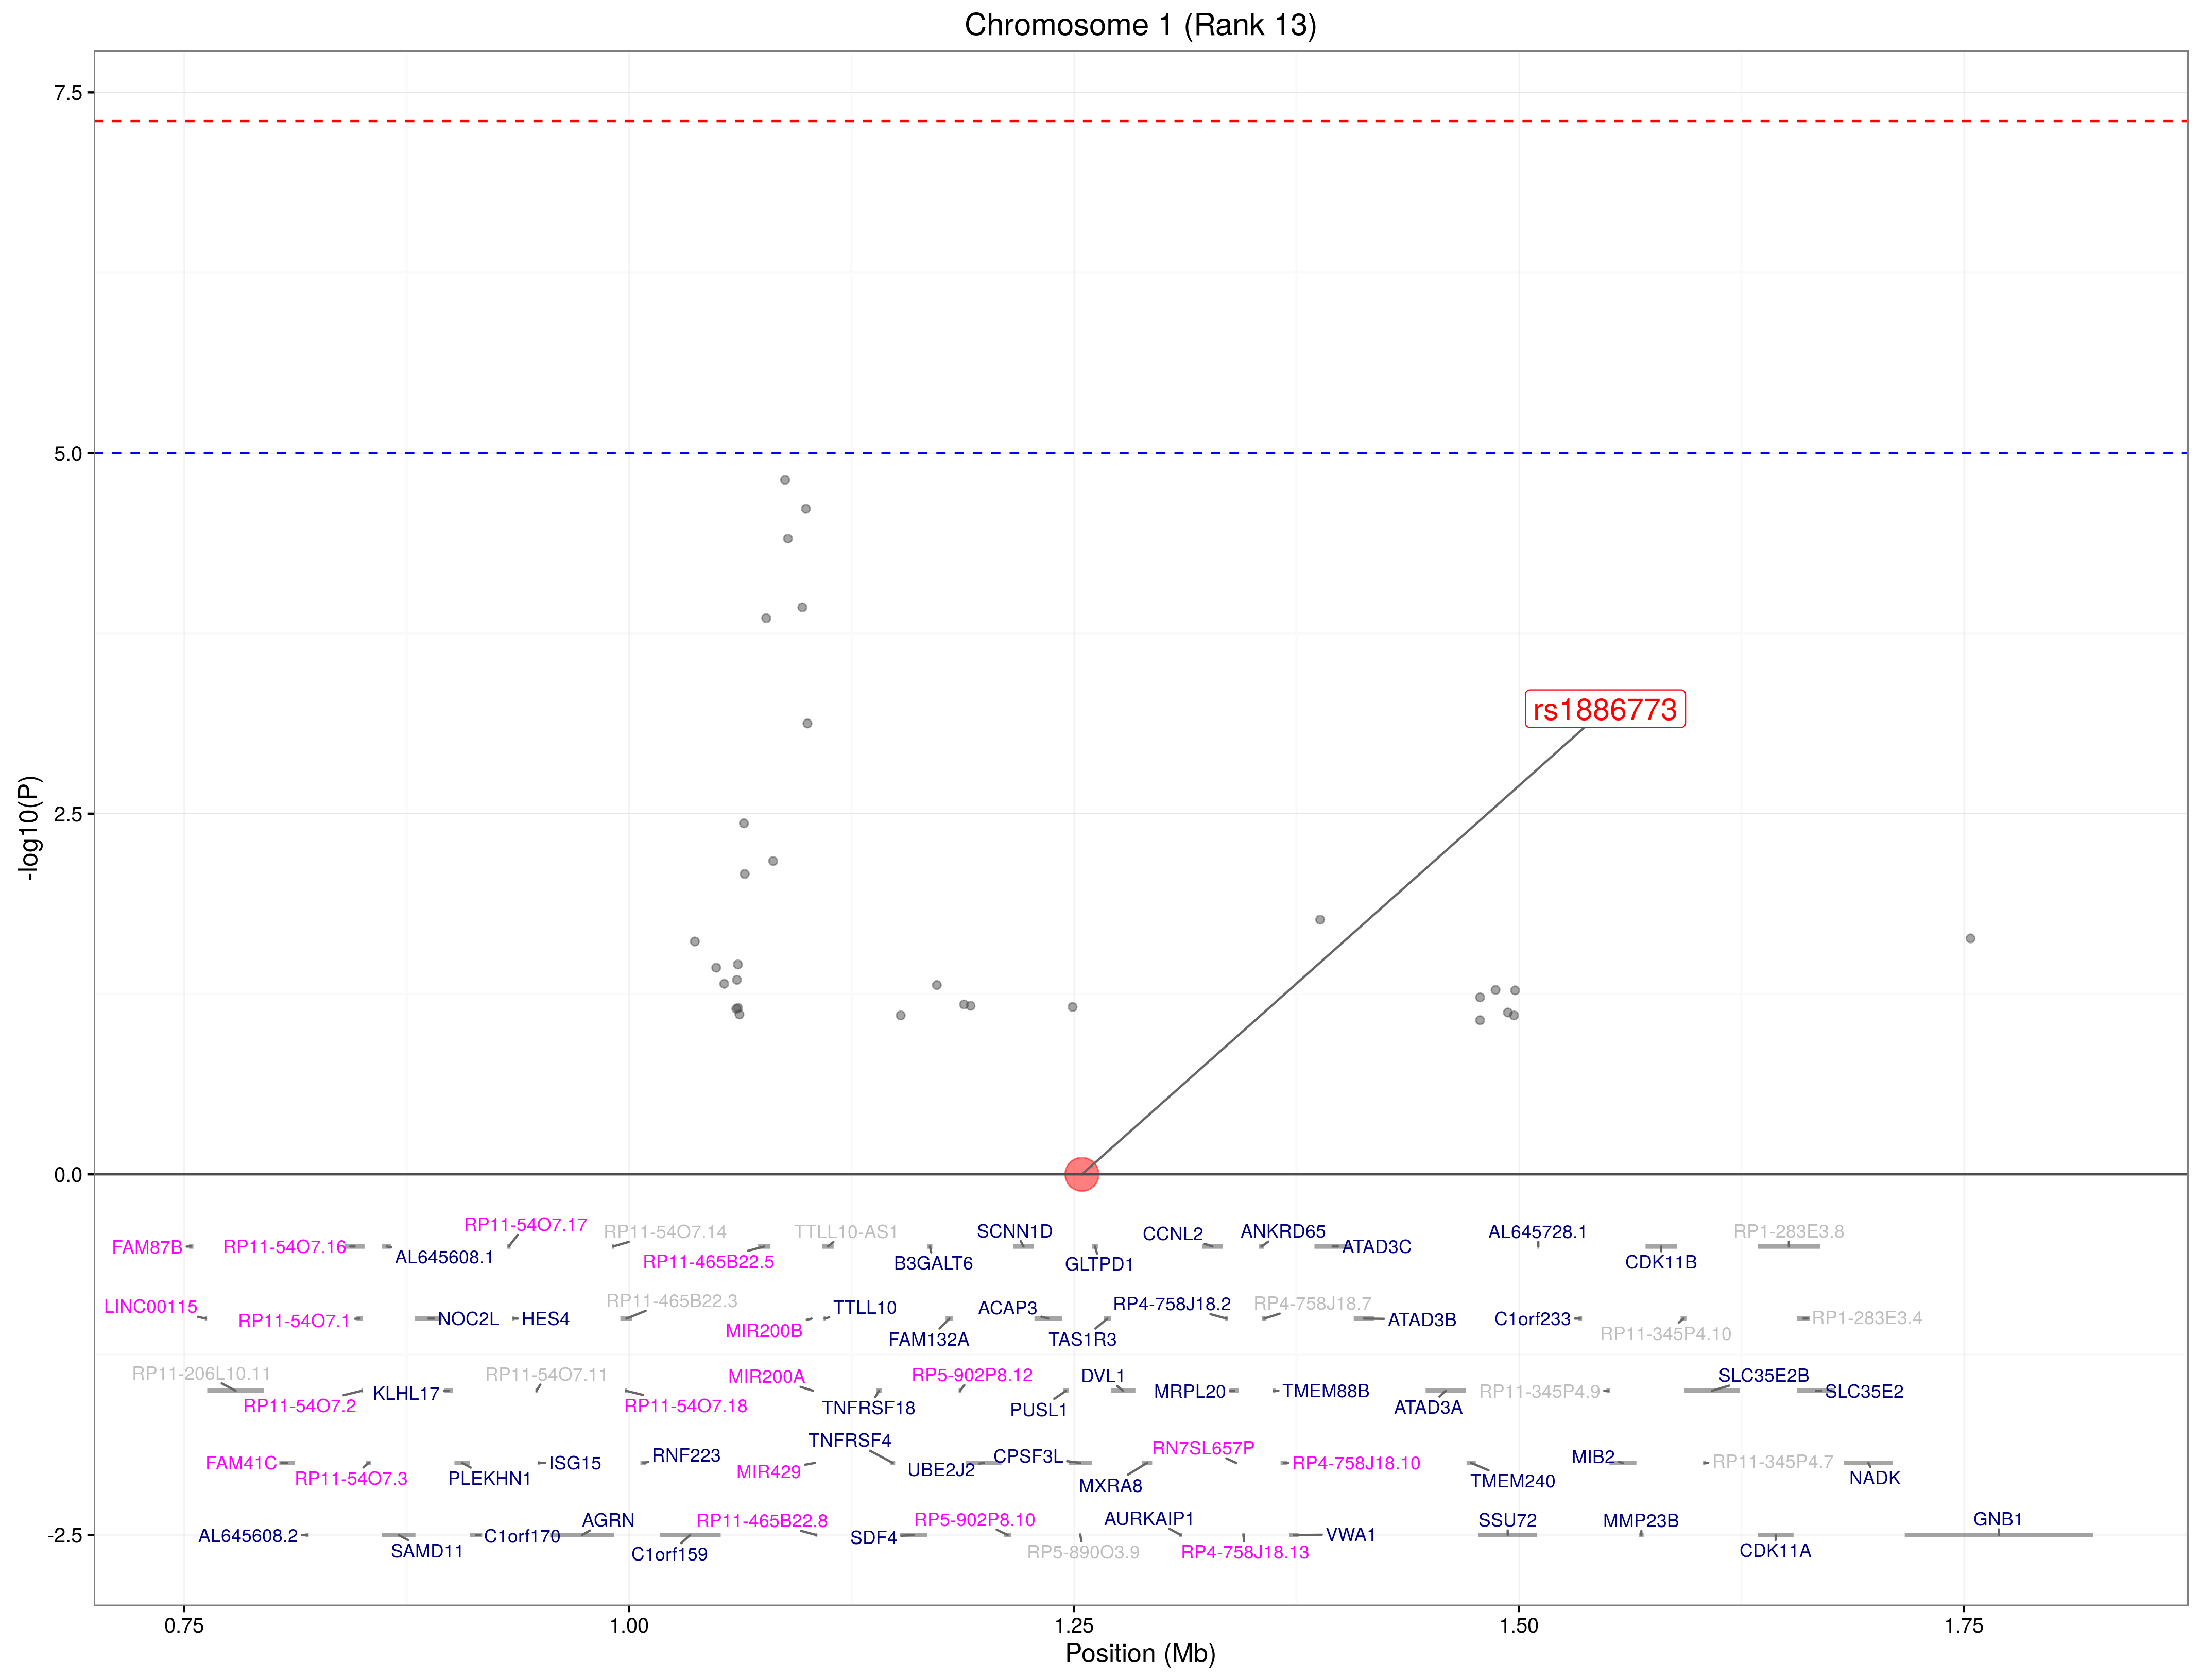 Chromosome 1 (Rank 13)
7.5
5.0
2.5
0.0
-2.5
-log10(P)
rs1886773
RP11-54O7.17
RP11-54O7.14
TTLL10-AS1
SCNN1D
CCNL2
ANKRD65
AL645728.1
RP1-283E3.8
FAM87B
RP11-54O7.16
AL645608.1
RP11-465B22.5
B3GALT6
GLTPD1
ATAD3C
CDK11B
LINC00115
RP11-54O7.1
NOC2L
HES4
RP11-465B22.3
MIR200B
TTLL10
FAM132A
ACAP3
TAS1R3
RP4-758J18.2
RP4-758J18.7
ATAD3B
C1orf233
RP11-345P4.10
RP1-283E3.4
RP11-206L10.11
RP11-54O7.2
KLHL17
RP11-54O7.11
RP11-54O7.18
MIR200A
TNFRSF18
RP5-902P8.12
PUSL1
DVL1
MRPL20
TMEM88B
ATAD3A
RP11-345P4.9
SLC35E2B
SLC35E2
FAM41C
RP11-54O7.3
PLEKHN1
ISG15
RNF223
MIR429
TNFRSF4
UBE2J2
CPSF3L
MXRA8
RN7SL657P
RP4-758J18.10
TMEM240
MIB2
RP11-345P4.7
NADK
AL645608.2
SAMD11
C1orf170
AGRN
C1orf159
RP11-465B22.8
SDF4
RP5-902P8.10
RP5-890O3.9
AURKAIP1
RP4-758J18.13
VWA1
SSU72
MMP23B
CDK11A
GNB1
0.75
1.00
1.25
1.50
1.75
Position (Mb)